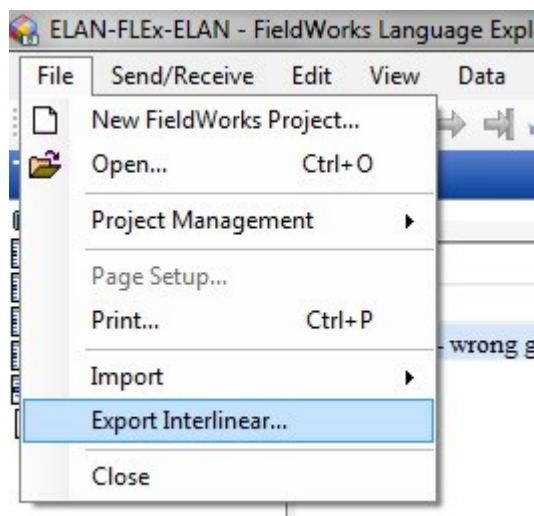 ELAN-FLEx-ELAN - FieldWorks Language Expl
File Send/Receive Edit View Data
New FieldWorks Project...
Open... Ctrl+O
Project Management
Page Setup...
Print... Ctrl+P
- wrong g
Import
Export Interlinear...
Close